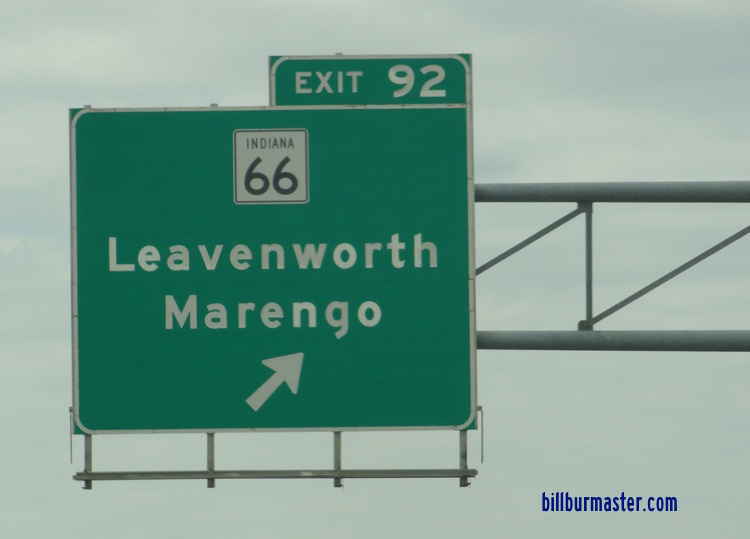 EXIT 92
INDIANA
66
Leavenworth
Marengo
billburmaster.com